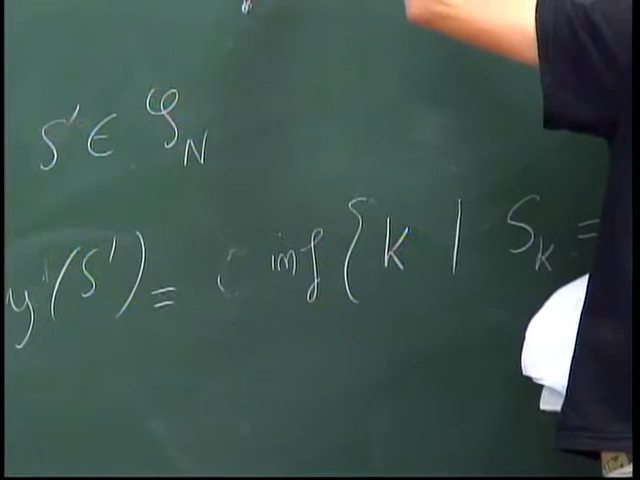 S' ∈ 𝒮_N
y'(S') = inf { K | S_K =